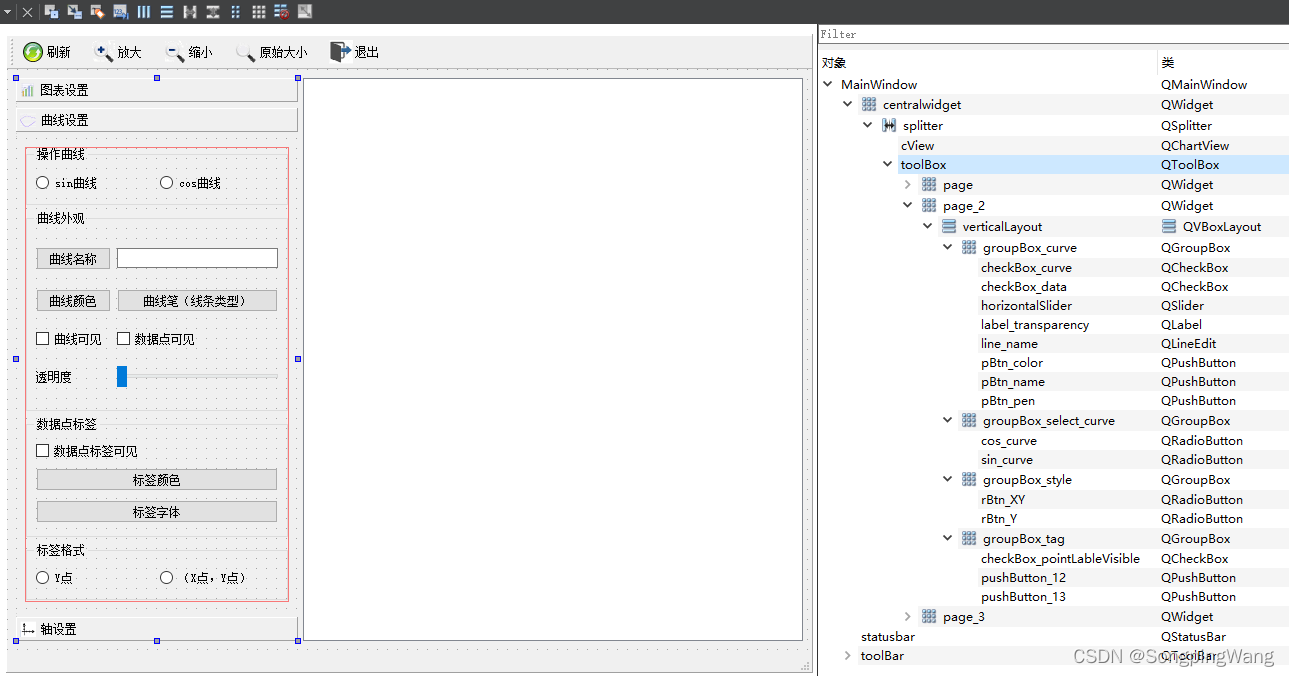 刷新 放大 缩小 原始大小 退出
图表设置
曲线设置
操作曲线
sin曲线 cos曲线
曲线外观
曲线名称
曲线颜色 曲线笔（线条类型）
曲线可见 数据点可见
透明度
数据点标签
数据点标签可见
标签颜色
标签字体
标签格式
Y点 （X点，Y点）
轴设置
Filter
对象 类
MainWindow QMainWindow
centralwidget QWidget
splitter QSplitter
cView QChartView
toolBox QToolBox
page QWidget
page_2 QWidget
verticalLayout QVBoxLayout
groupBox_curve QGroupBox
checkBox_curve QCheckBox
checkBox_data QCheckBox
horizontalSlider QSlider
label_transparency QLabel
line_name QLineEdit
pBtn_color QPushButton
pBtn_name QPushButton
pBtn_pen QPushButton
groupBox_select_curve QGroupBox
cos_curve QRadioButton
sin_curve QRadioButton
groupBox_style QGroupBox
rBtn_XY QRadioButton
rBtn_Y QRadioButton
groupBox_tag QGroupBox
checkBox_pointLableVisible QCheckBox
pushButton_12 QPushButton
pushButton_13 QPushButton
page_3 QWidget
statusbar QStatusBar
toolBar QToolBar
CSDN @SongpingWang